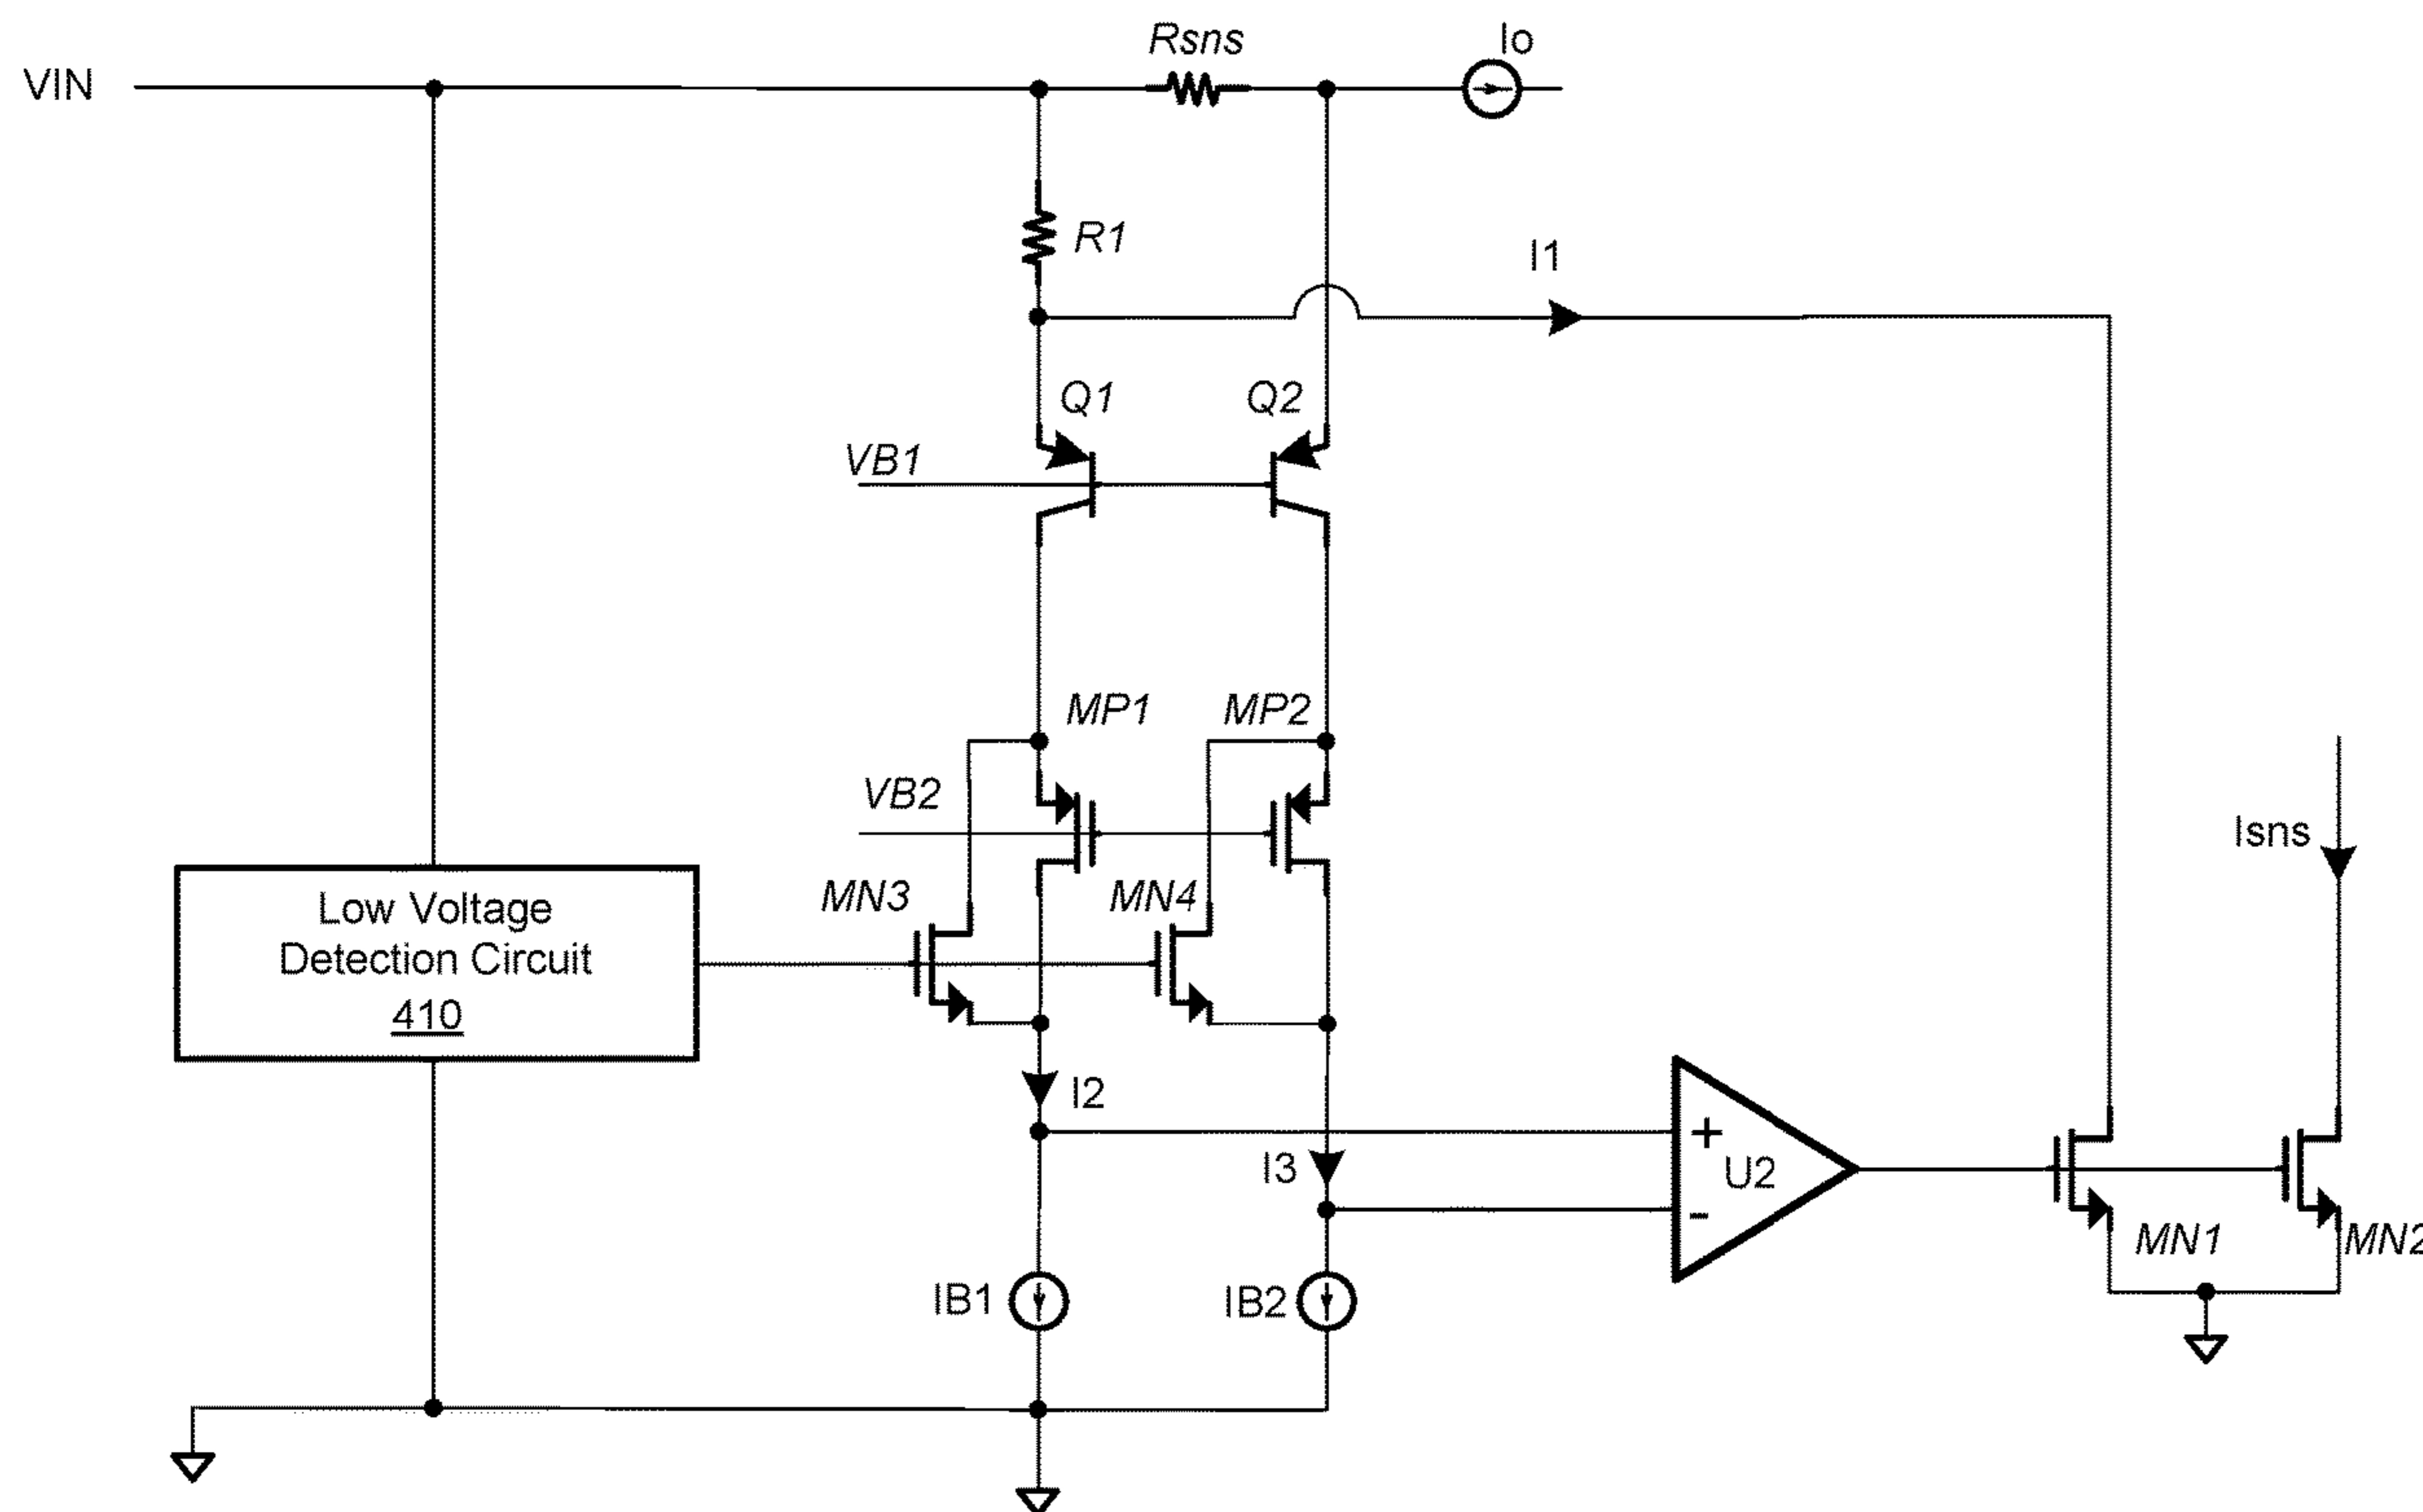 Rsns
Io
VIN
R1
I1
Q1
Q2
VB1
MP1
MP2
VB2
Isns
MN3
MN4
Low Voltage
Detection Circuit
410
I2
+
I3
U2
-
MN1
MN2
IB1
IB2